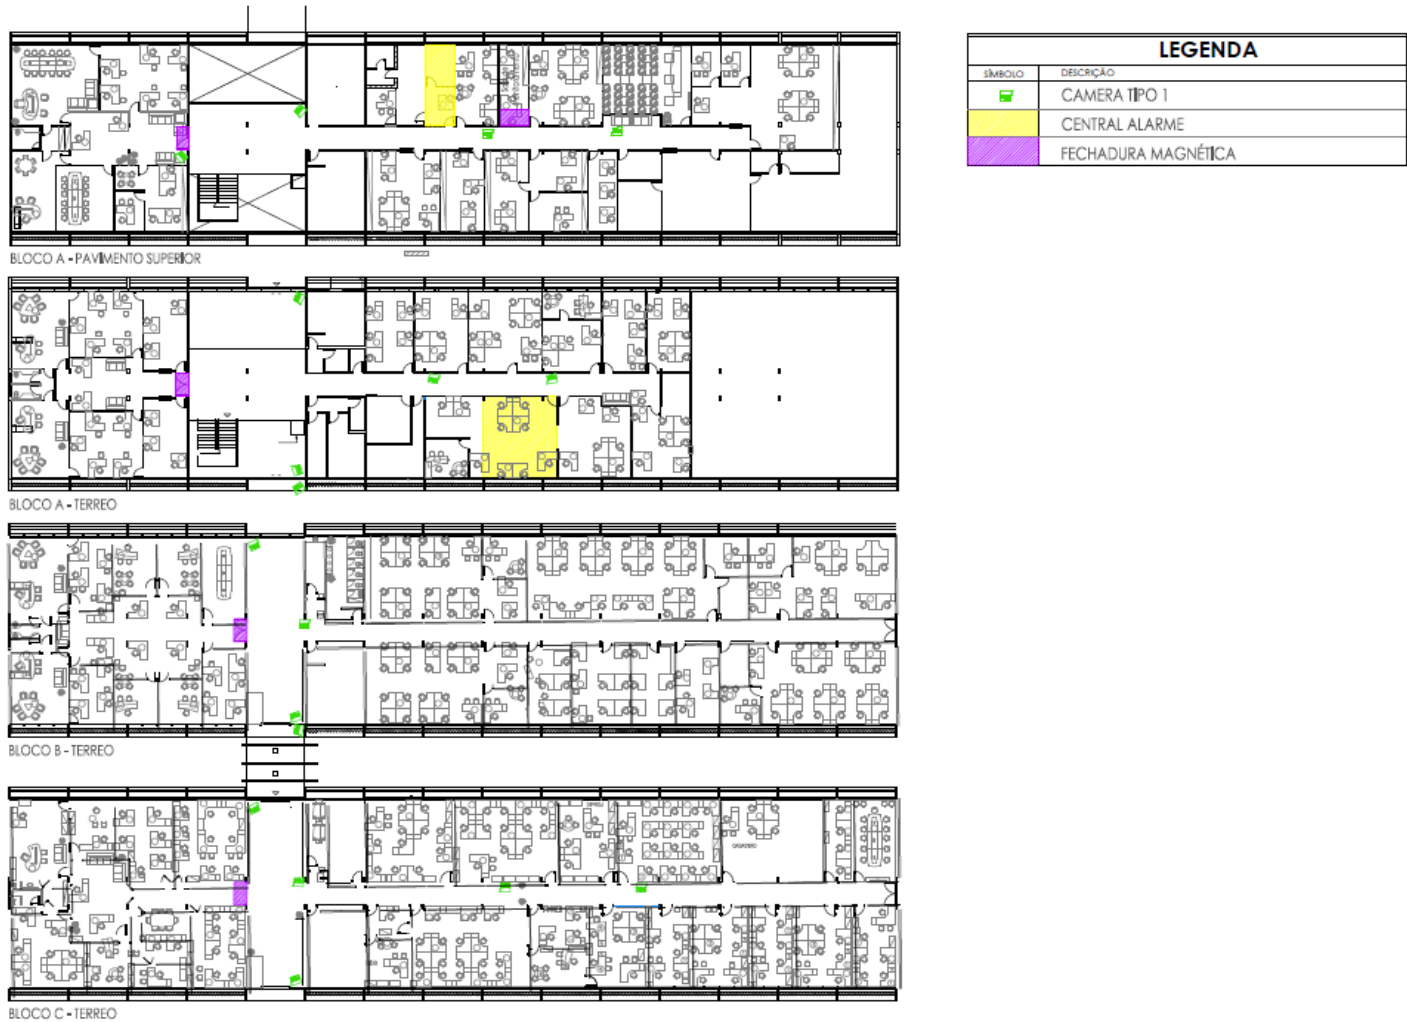 LEGENDA
SÍMBOLO DESCRIÇÃO
CAMERA TIPO 1
CENTRAL ALARME
FECHADURA MAGNÉTICA
BLOCO A - PAVIMENTO SUPERIOR
BLOCO A - TERREO
BLOCO B - TERREO
BLOCO C - TERREO